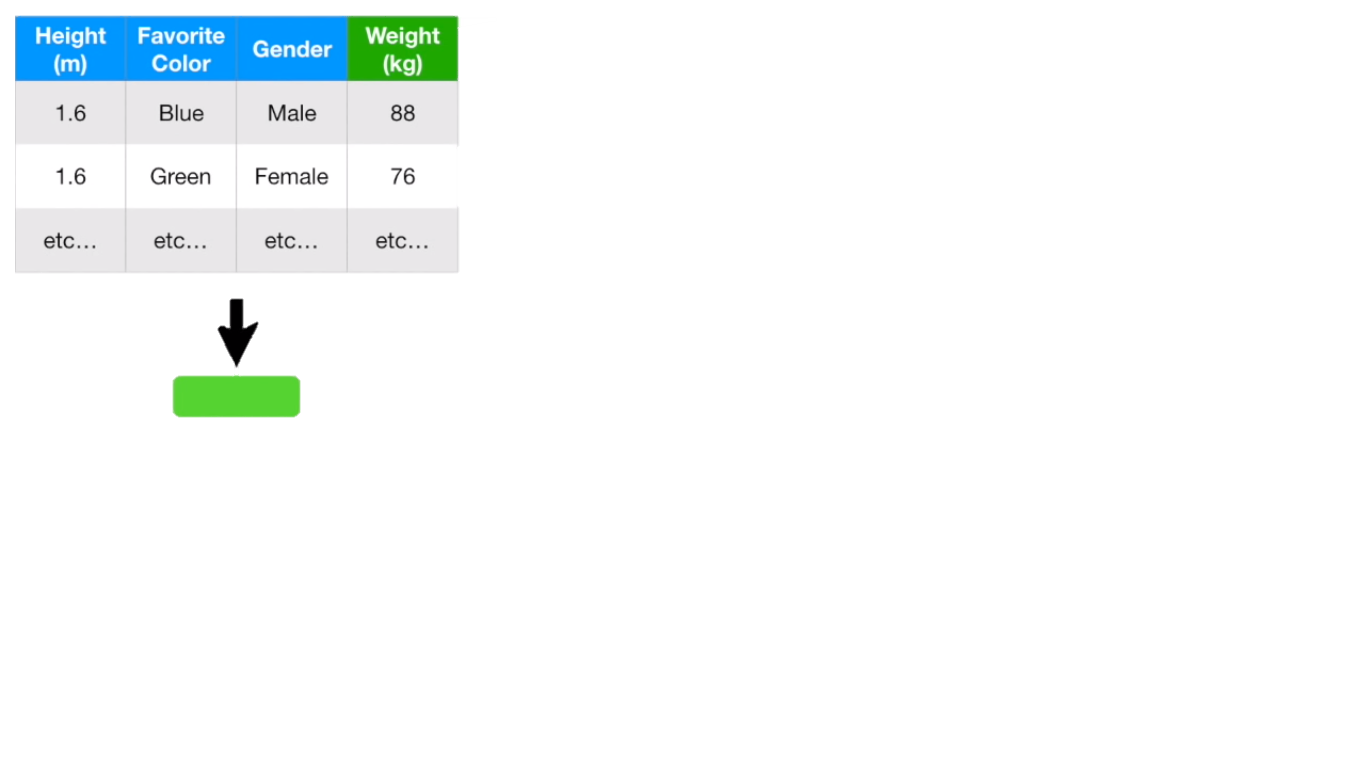 Height (m) Favorite Color Gender Weight (kg)
1.6 Blue Male 88
1.6 Green Female 76
etc... etc... etc... etc...